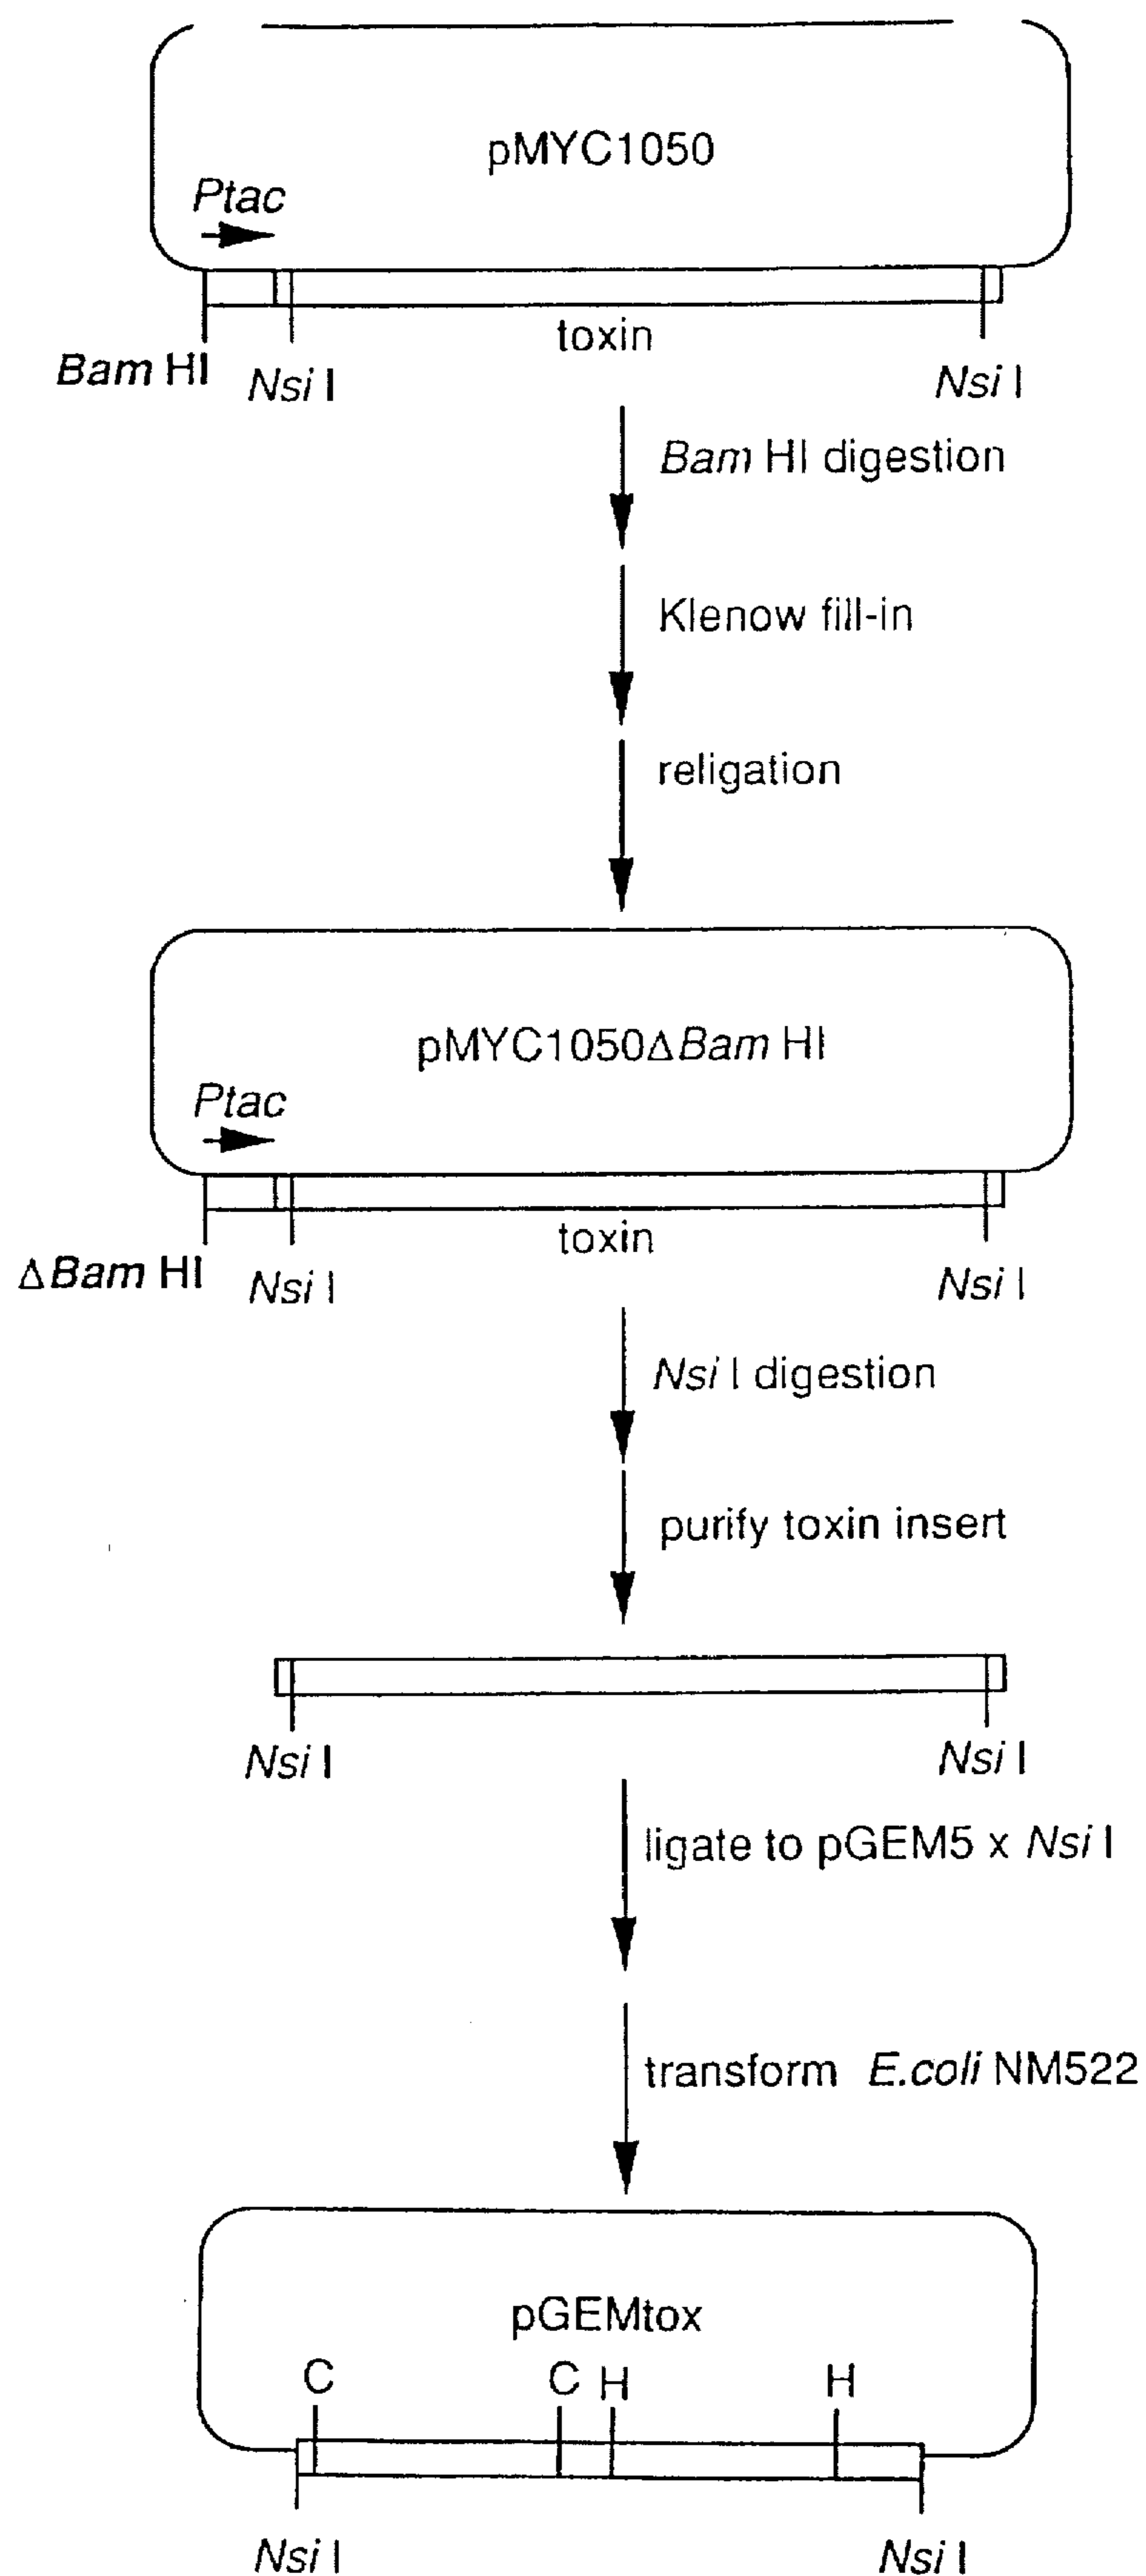 pMYC1050
Ptac
toxin
Bam HI
Nsi I
Nsi I
Bam HI digestion
Klenow fill-in
religation
pMYC1050ΔBam HI
Ptac
toxin
ΔBam HI
Nsi I
Nsi I
Nsi I digestion
purify toxin insert
Nsi I
Nsi I
ligate to pGEM5 x Nsi I
transform E.coli NM522
pGEMtox
C
C
H
H
Nsi I
Nsi I